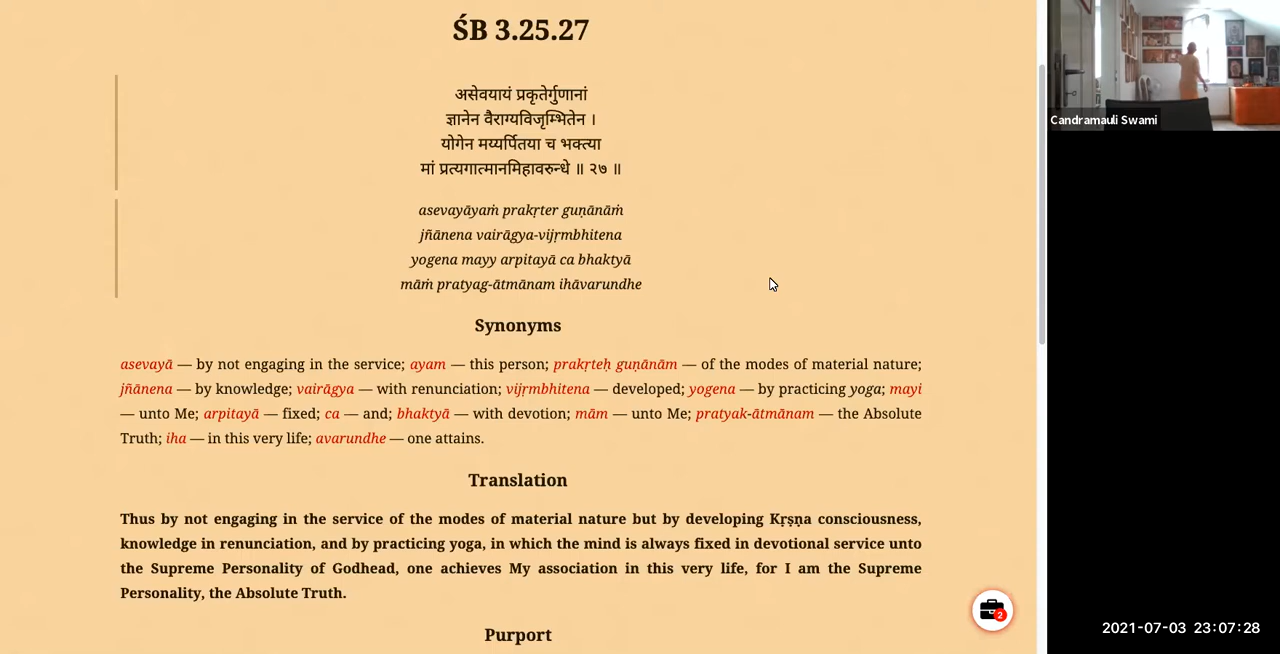 ŚB 3.25.27
असेवयायं प्रकृतेर्गुणानां
ज्ञानेन वैराग्यविजृम्भितेन ।
योगेन मय्यर्पितया च भक्त्या
मां प्रत्यगात्मानमिहावरुन्धे ॥ २७ ॥
asevayāyaṁ prakṛter guṇānāṁ
jñānena vairāgya-vijṛmbhitena
yogena mayy arpitayā ca bhaktyā
māṁ pratyag-ātmānam ihāvarundhe
Synonyms
asevayā — by not engaging in the service; ayam — this person; prakṛteḥ guṇānām — of the modes of material nature;
jñānena — by knowledge; vairāgya — with renunciation; vijṛmbhitena — developed; yogena — by practicing yoga; mayi
— unto Me; arpitayā — fixed; ca — and; bhaktyā — with devotion; mām — unto Me; pratyak-ātmānam — the Absolute
Truth; iha — in this very life; avarundhe — one attains.
Translation
Thus by not engaging in the service of the modes of material nature but by developing Kṛṣṇa consciousness,
knowledge in renunciation, and by practicing yoga, in which the mind is always fixed in devotional service unto
the Supreme Personality of Godhead, one achieves My association in this very life, for I am the Supreme
Personality, the Absolute Truth.
Purport
Candramauli Swami
2
2021-07-03 23:07:28